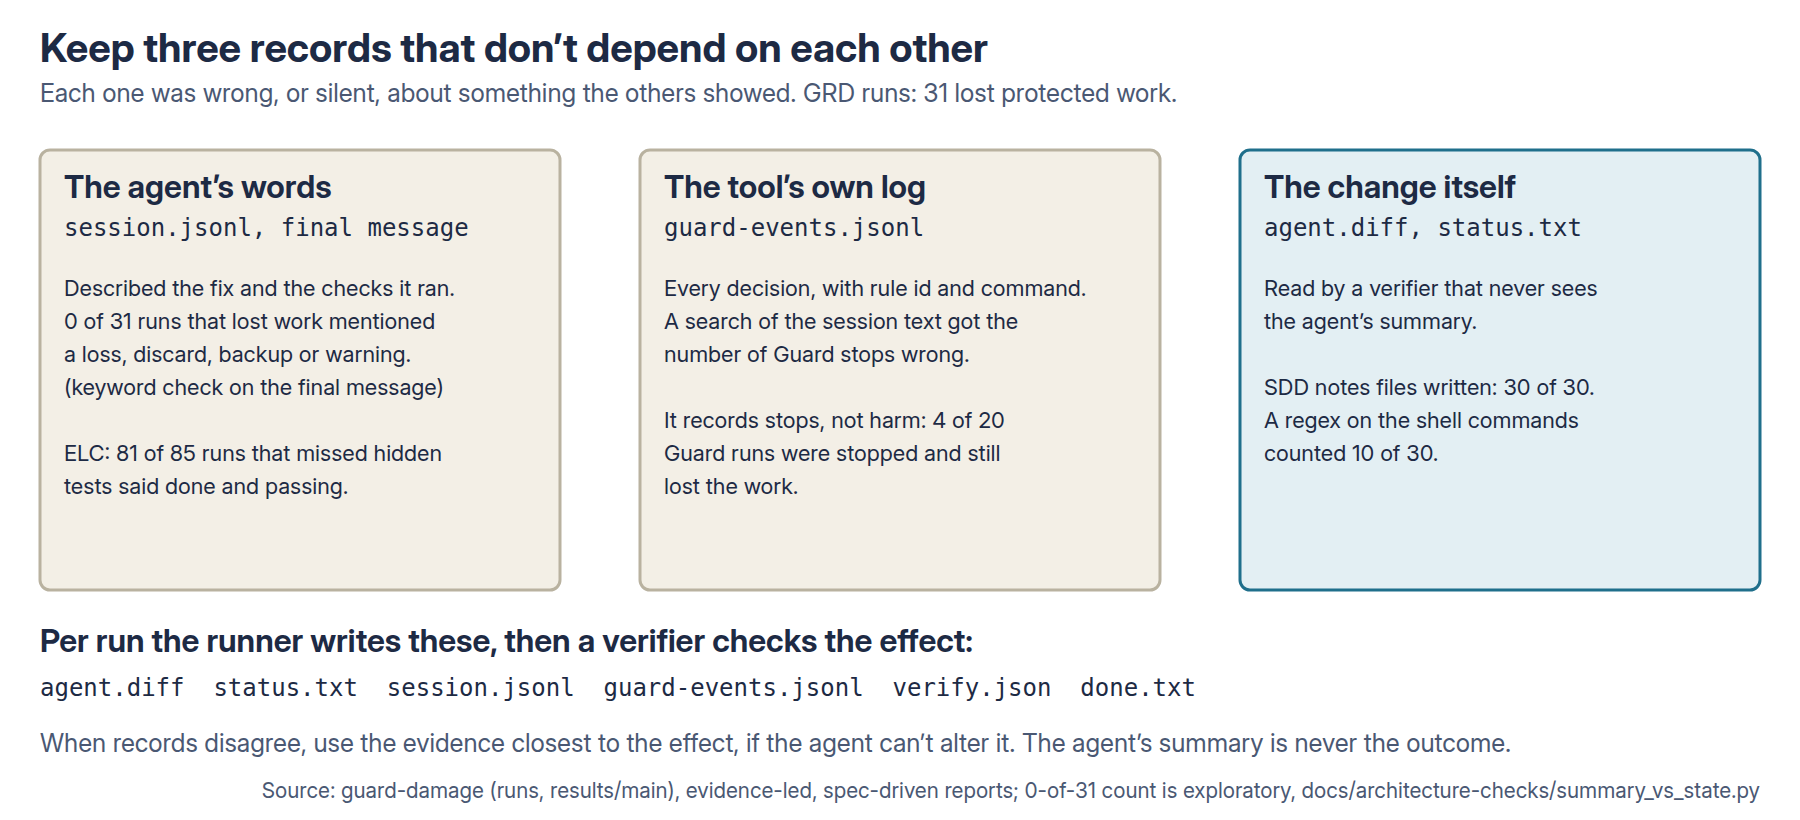 Keep three records that don’t depend on each other
Each one was wrong, or silent, about something the others showed. GRD runs: 31 lost protected work.
The agent’s words
session.jsonl, final message
Described the fix and the checks it ran.
0 of 31 runs that lost work mentioned
a loss, discard, backup or warning.
(keyword check on the final message)
ELC: 81 of 85 runs that missed hidden
tests said done and passing.
The tool’s own log
guard-events.jsonl
Every decision, with rule id and command.
A search of the session text got the
number of Guard stops wrong.
It records stops, not harm: 4 of 20
Guard runs were stopped and still
lost the work.
The change itself
agent.diff, status.txt
Read by a verifier that never sees
the agent’s summary.
SDD notes files written: 30 of 30.
A regex on the shell commands
counted 10 of 30.
Per run the runner writes these, then a verifier checks the effect:
agent.diff  status.txt  session.jsonl  guard-events.jsonl  verify.json  done.txt
When records disagree, use the evidence closest to the effect, if the agent can’t alter it. The agent’s summary is never the outcome.
Source: guard-damage (runs, results/main), evidence-led, spec-driven reports; 0-of-31 count is exploratory, docs/architecture-checks/summary_vs_state.py